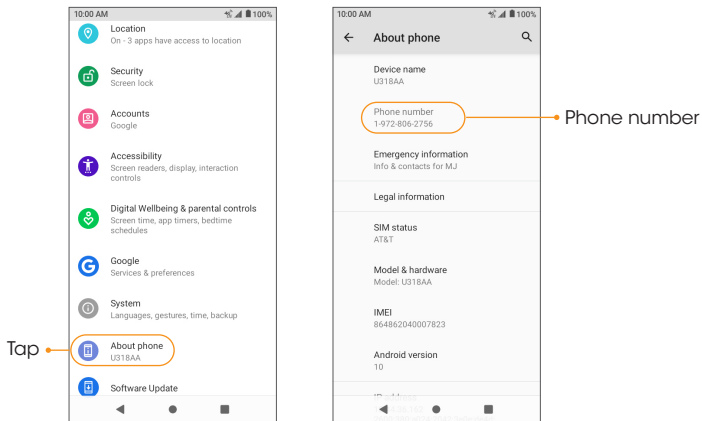 10:00 AM 100%
Location
On - 3 apps have access to location
Security
Screen lock
Accounts
Google
Accessibility
Screen readers, display, interaction
controls
Digital Wellbeing & parental controls
Screen time, app timers, bedtime
schedules
Google
Services & preferences
System
Languages, gestures, time, backup
Tap
About phone
U318AA
Software Update
10:00 AM 100%
About phone
Device name
U318AA
Phone number
1-972-806-2756
Phone number
Emergency information
Info & contacts for MJ
Legal information
SIM status
AT&T
Model & hardware
Model: U318AA
IMEI
864862040007823
Android version
10
IP address